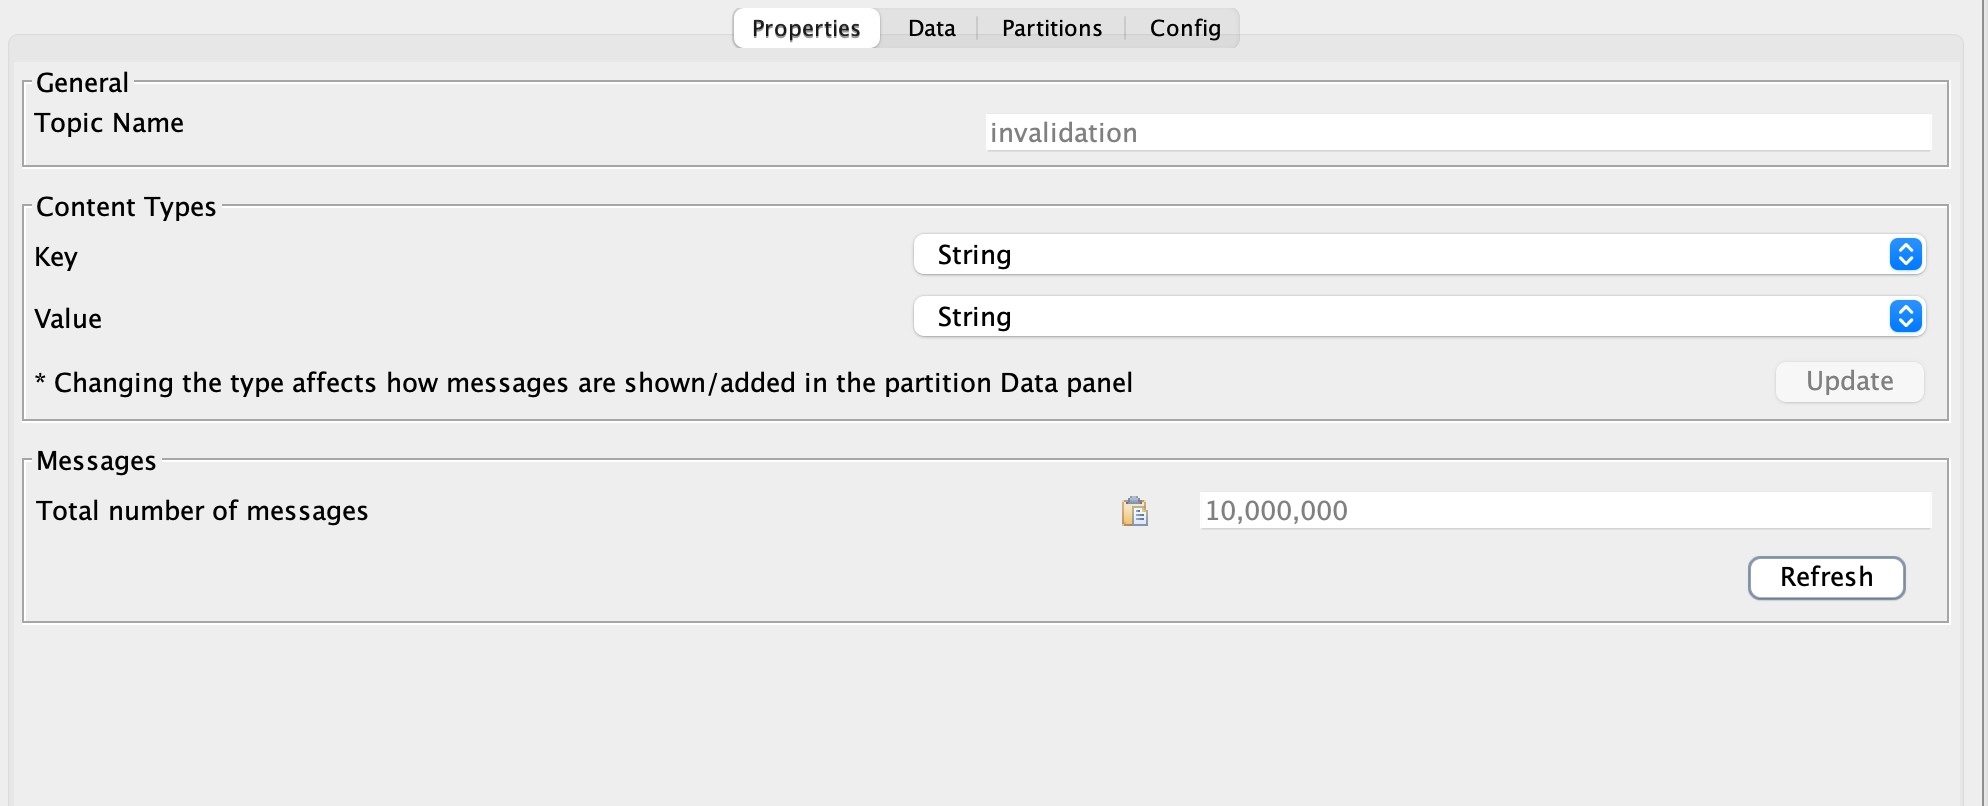 Properties Data Partitions Config
General
Topic Name invalidation
Content Types
Key String
Value String
* Changing the type affects how messages are shown/added in the partition Data panel Update
Messages
Total number of messages 10,000,000
Refresh